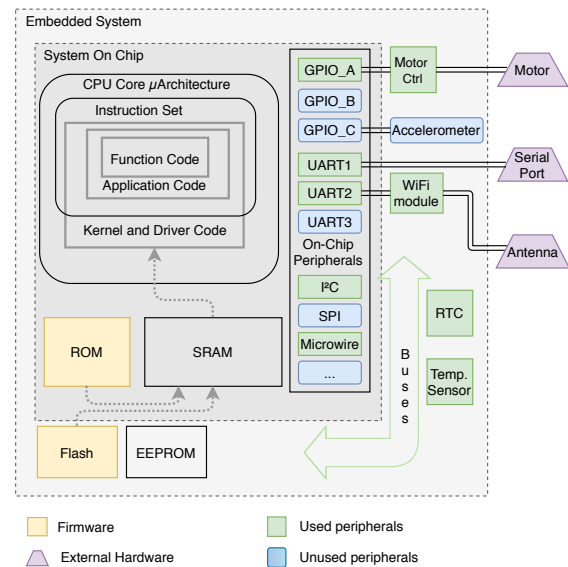 Embedded System
System On Chip
CPU Core µArchitecture
Instruction Set
Function Code
Application Code
Kernel and Driver Code
ROM
SRAM
Flash
EEPROM
GPIO_A
GPIO_B
GPIO_C
UART1
UART2
UART3
On-Chip
Peripherals
I²C
SPI
Microwire
...
Motor
Ctrl
Accelerometer
WiFi
module
Motor
Serial
Port
Antenna
Buses
RTC
Temp.
Sensor
Firmware
Used peripherals
External Hardware
Unused peripherals